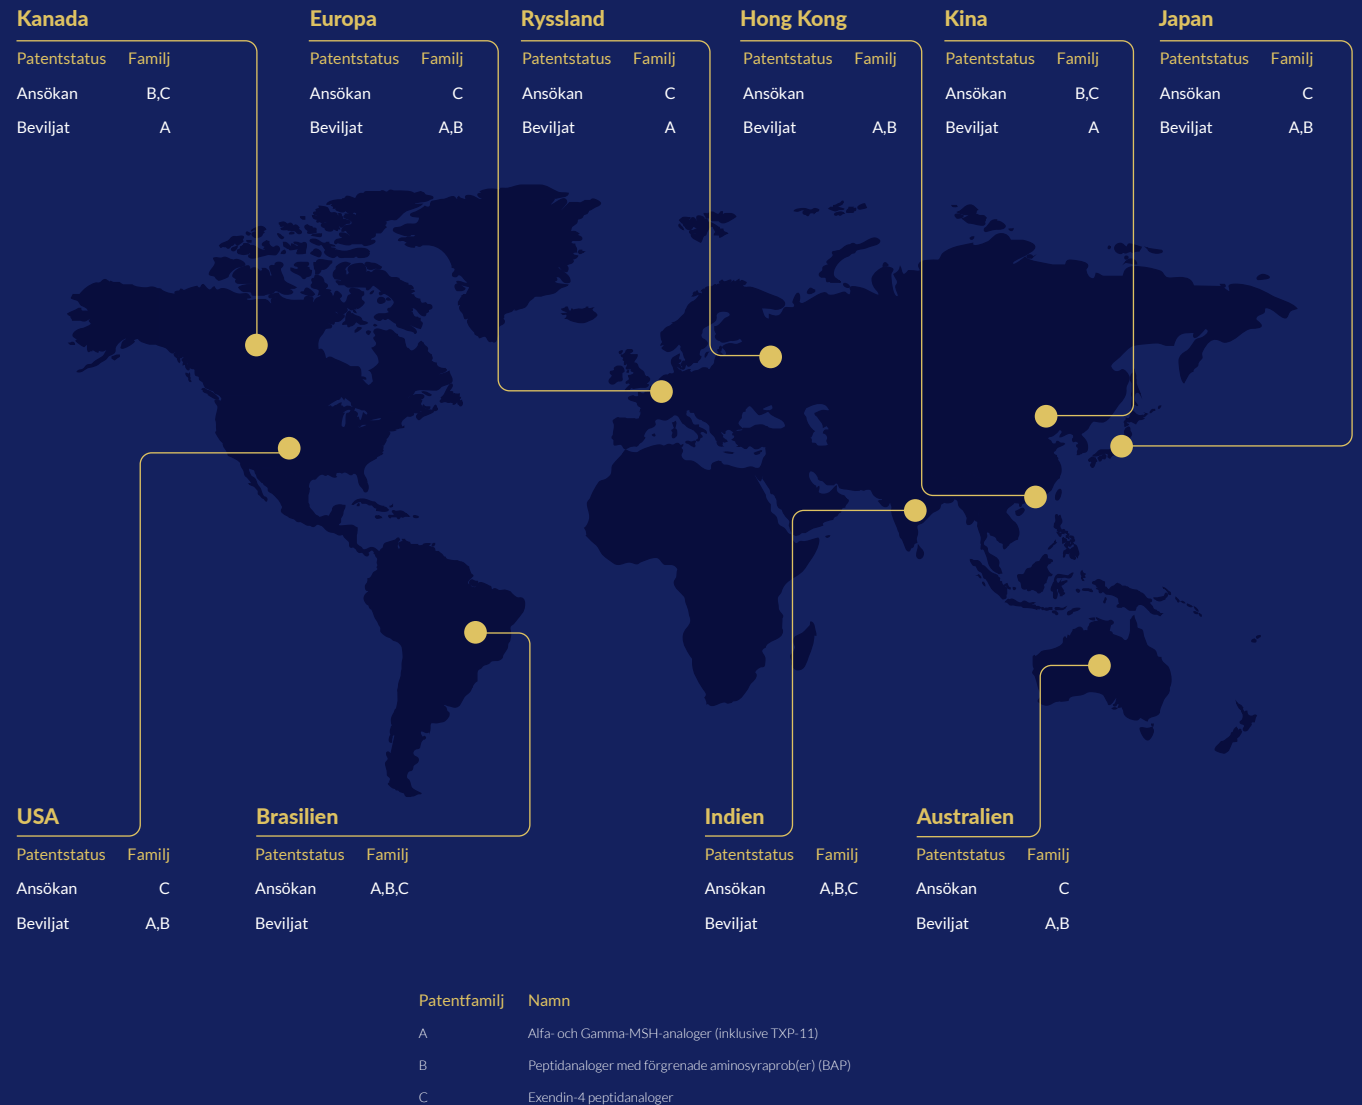 Kanada
Patentstatus Familj
Ansökan B,C
Beviljat A
Europa
Patentstatus Familj
Ansökan C
Beviljat A,B
Ryssland
Patentstatus Familj
Ansökan C
Beviljat A
Hong Kong
Patentstatus Familj
Ansökan
Beviljat A,B
Kina
Patentstatus Familj
Ansökan B,C
Beviljat A
Japan
Patentstatus Familj
Ansökan C
Beviljat A,B
USA
Patentstatus Familj
Ansökan C
Beviljat A,B
Brasilien
Patentstatus Familj
Ansökan A,B,C
Beviljat
Indien
Patentstatus Familj
Ansökan A,B,C
Beviljat
Australien
Patentstatus Familj
Ansökan C
Beviljat A,B
Patentfamilj Namn
A Alfa- och Gamma-MSH-analoger (inklusive TXP-11)
B Peptidanaloger med förgrenade aminosyraprob(er) (BAP)
C Exendin-4 peptidanaloger